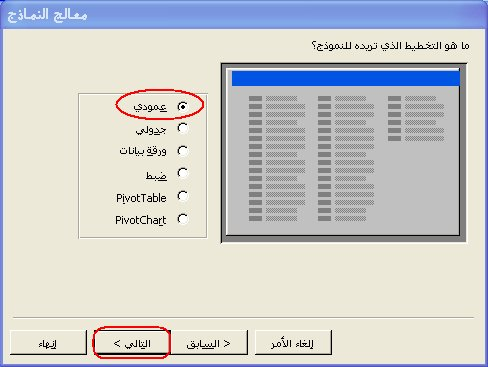 معالج النماذج
ما هو التخطيط الذي تريده للنموذج؟
عمودي
جدولي
ورقة بيانات
ضبط
PivotTable
PivotChart
إلغاء الأمر
< السابق
التالي >
إنهاء